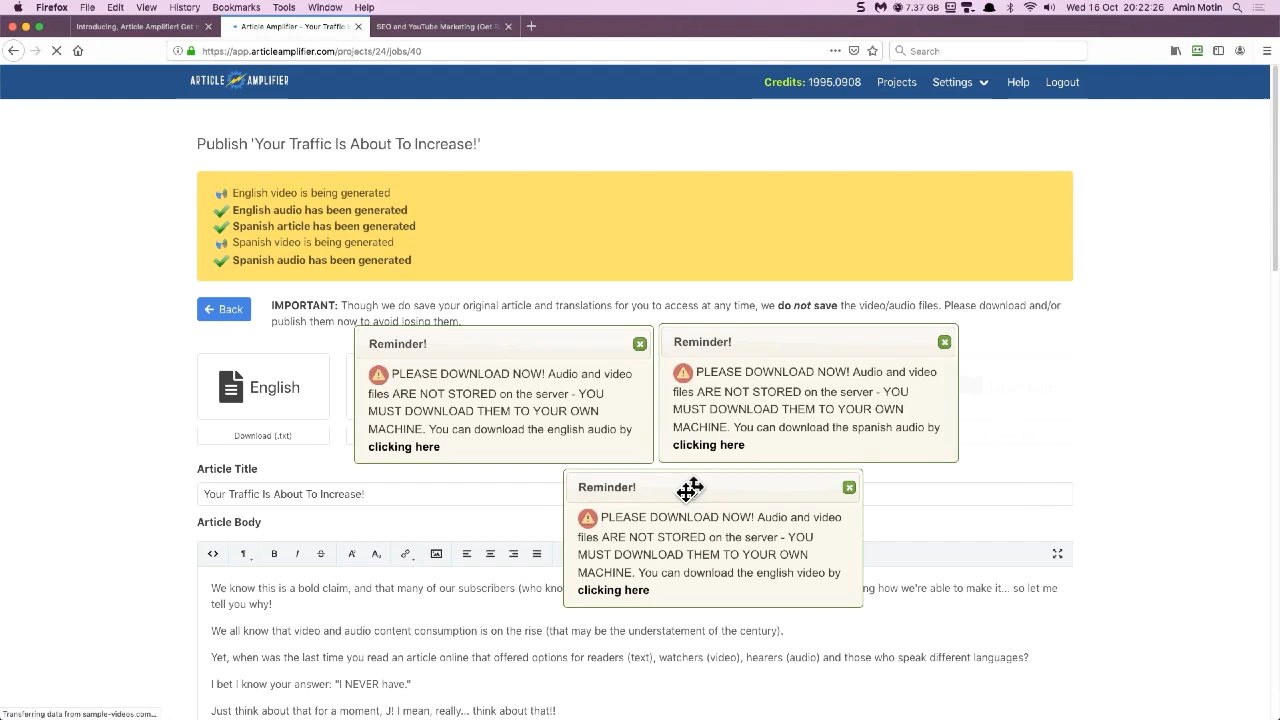 Firefox File Edit View History Bookmarks Tools Window Help 7.37 GB Wed 16 Oct 20:22:26 Amin Motin
Introducing, Article Amplifier! Get
Article Amplifier - Your Traffic
SEO and YouTube Marketing (Get R
https://app.articleamplifier.com/projects/24/jobs/40
Search
ARTICLE AMPLIFIER
Credits: 1995.0908 Projects Settings Help Logout
Publish 'Your Traffic Is About To Increase!'
English video is being generated
English audio has been generated
Spanish article has been generated
Spanish video is being generated
Spanish audio has been generated
Back
IMPORTANT: Though we do save your original article and translations for you to access at any time, we do not save the video/audio files. Please download and/or
publish them now to avoid losing them.
English
Download (.txt)
Reminder!
PLEASE DOWNLOAD NOW! Audio and video
files ARE NOT STORED on the server - YOU
MUST DOWNLOAD THEM TO YOUR OWN
MACHINE. You can download the english audio by
clicking here
Reminder!
PLEASE DOWNLOAD NOW! Audio and video
files ARE NOT STORED on the server - YOU
MUST DOWNLOAD THEM TO YOUR OWN
MACHINE. You can download the spanish audio by
clicking here
Reminder!
PLEASE DOWNLOAD NOW! Audio and video
files ARE NOT STORED on the server - YOU
MUST DOWNLOAD THEM TO YOUR OWN
MACHINE. You can download the english video by
clicking here
Article Title
Your Traffic Is About To Increase!
Article Body
We know this is a bold claim, and that many of our subscribers (who kno
ing how we're able to make it... so let me
tell you why!
We all know that video and audio content consumption is on the rise (that may be the understatement of the century).
Yet, when was the last time you read an article online that offered options for readers (text), watchers (video), hearers (audio) and those who speak different languages?
I bet I know your answer: "I NEVER have."
Just think about that for a moment, J! I mean, really... think about that!!
Transferring data from sample-videos.com...